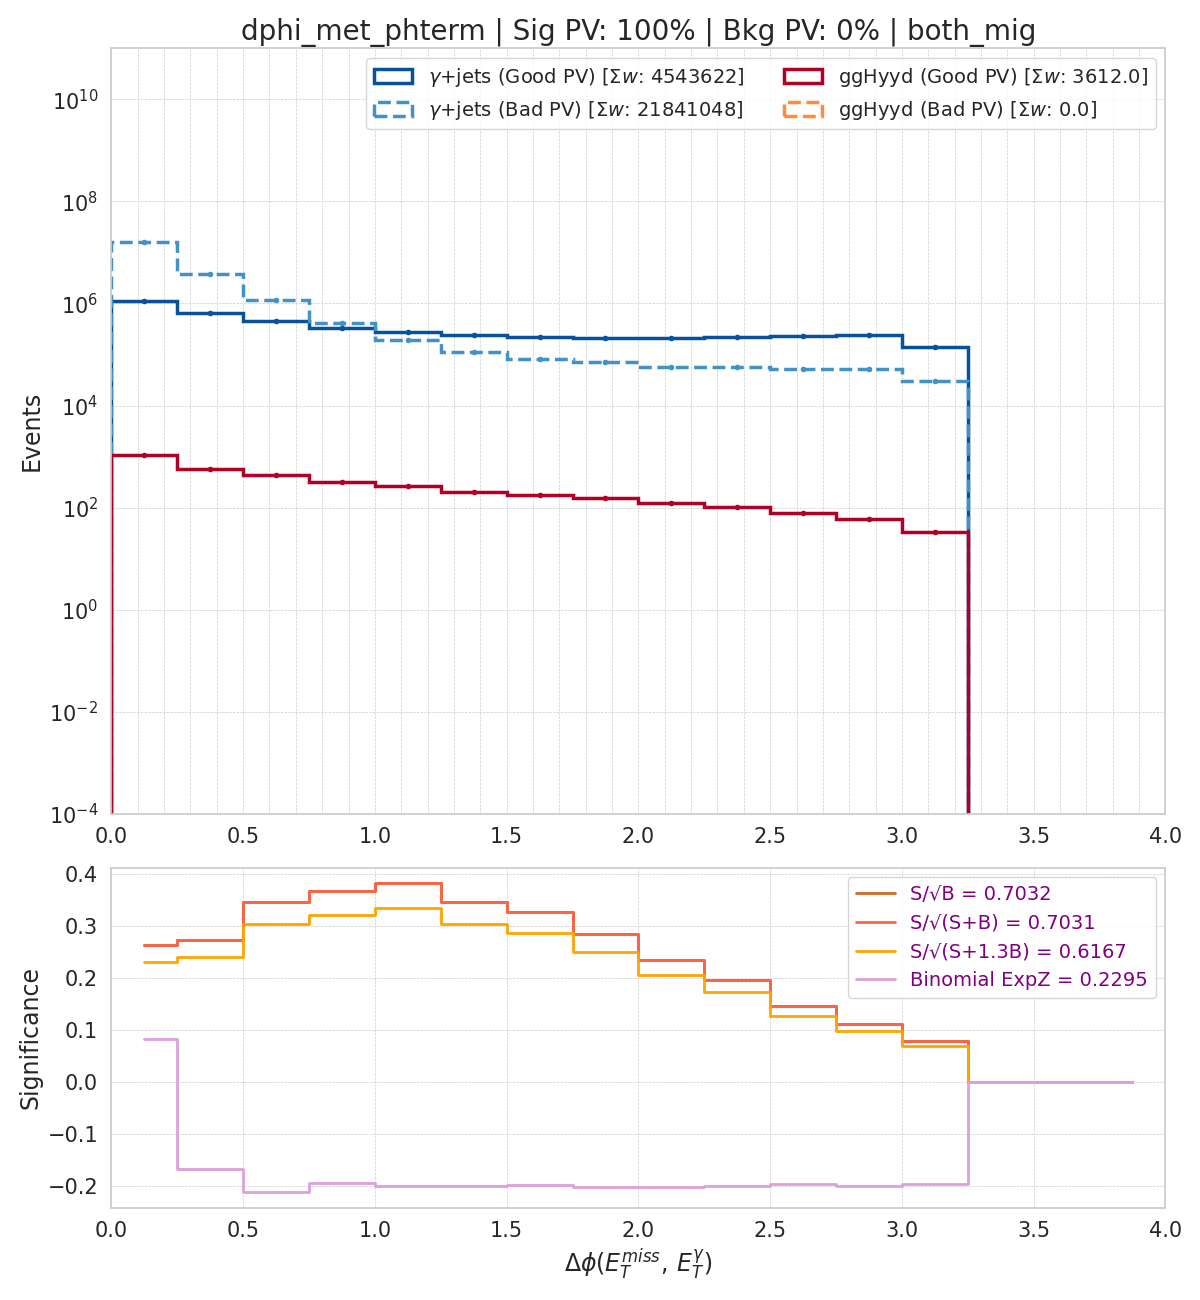 dphi_met_phterm | Sig PV: 100% | Bkg PV: 0% | both_mig
γ+jets (Good PV) [Σw: 4543622]
γ+jets (Bad PV) [Σw: 21841048]
ggHyyd (Good PV) [Σw: 3612.0]
ggHyyd (Bad PV) [Σw: 0.0]
Events
10^10
10^8
10^6
10^4
10^2
10^0
10^−2
10^−4
0.0 0.5 1.0 1.5 2.0 2.5 3.0 3.5 4.0
Significance
0.4
0.3
0.2
0.1
0.0
−0.1
−0.2
S/√B = 0.7032
S/√(S+B) = 0.7031
S/√(S+1.3B) = 0.6167
Binomial ExpZ = 0.2295
0.0 0.5 1.0 1.5 2.0 2.5 3.0 3.5 4.0
Δϕ(E_T^miss, E_T^γ)